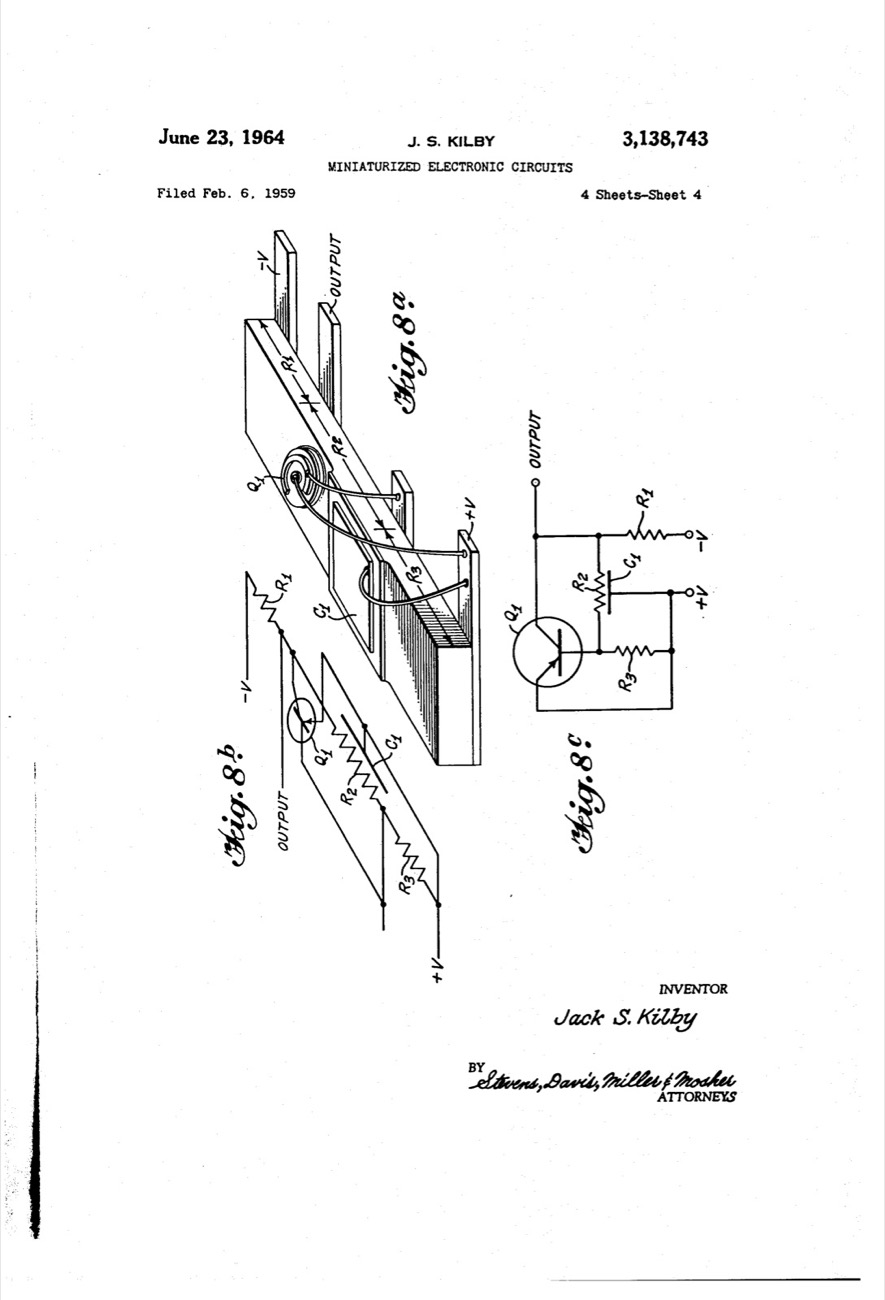 June 23, 1964 J. S. KILBY 3,138,743
MINIATURIZED ELECTRONIC CIRCUITS
Filed Feb. 6, 1959 4 Sheets-Sheet 4
-V
OUTPUT
R1
Fig. 8a.
R2
Q1
+V
R3
C1
OUTPUT
R1
R2
C1
-V
+V
Q1
R3
Fig. 8c.
R1
-V
Q1
C1
R2
OUTPUT
R3
+V
Fig. 8b.
INVENTOR
Jack S. Kilby
BY
Stevens, Davis, Miller & Mosher
ATTORNEYS